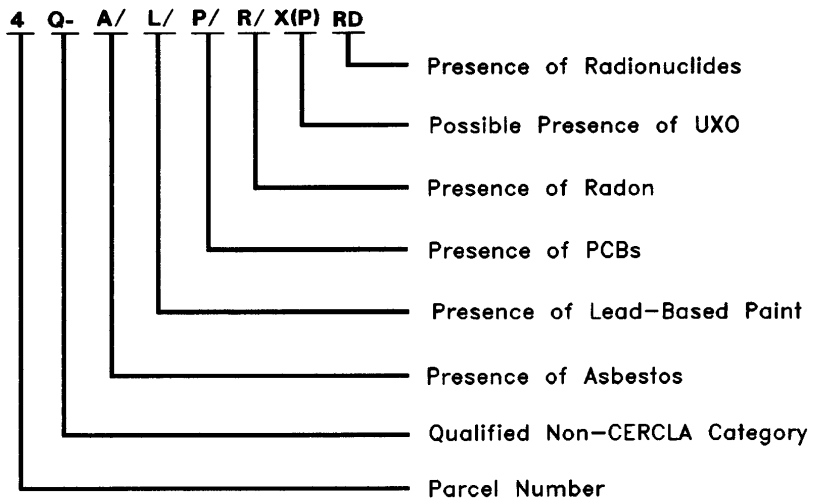 4 Q- A/ L/ P/ R/ X(P) RD
Presence of Radionuclides
Possible Presence of UXO
Presence of Radon
Presence of PCBs
Presence of Lead-Based Paint
Presence of Asbestos
Qualified Non-CERCLA Category
Parcel Number